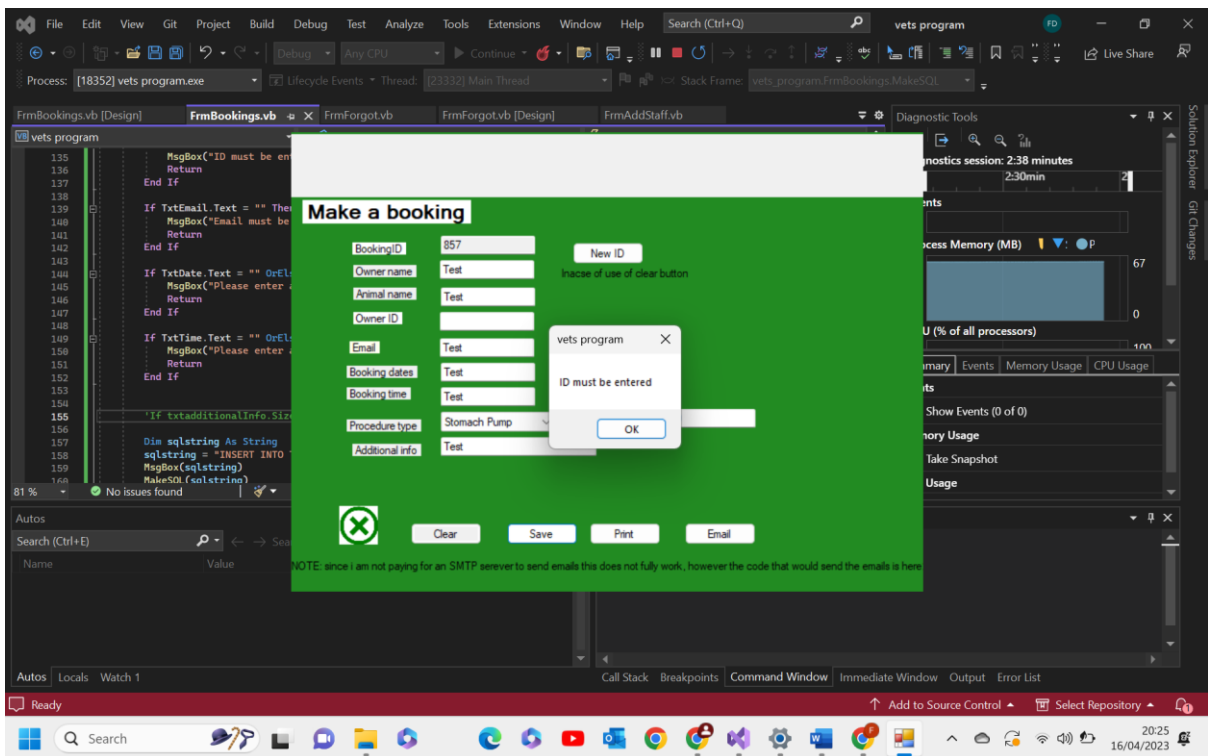 File Edit View Git Project Build Debug Test Analyze Tools Extensions Window Help Search (Ctrl+Q) vets program FD
Debug Any CPU Continue Live Share
Process: [18352] vets program.exe Lifecycle Events Thread: [23332] Main Thread Stack Frame: vets_program.FrmBookings.MakeSQL
FrmBookings.vb [Design] FrmBookings.vb FrmForgot.vb FrmForgot.vb [Design] FrmAddStaff.vb
vets program
135 MsgBox("ID must be en
136 Return
137 End If
138
139 If TxtEmail.Text = "" The
140 MsgBox("Email must be
141 Return
142 End If
143
144 If TxtDate.Text = "" OrEl
145 MsgBox("Please enter
146 Return
147 End If
148
149 If TxtTime.Text = "" OrEl
150 MsgBox("Please enter
151 Return
152 End If
153
154
155 'If txtadditionalInfo.Siz
156
157 Dim sqlstring As String
158 sqlstring = "INSERT INTO
159 MsgBox(sqlstring)
160 MakeSQL(sqlstring)
81 % No issues found
Make a booking
BookingID 857 New ID
Owner name Test Inacse of use of clear button
Animal name Test
Owner ID
Email Test
Booking dates Test
Booking time Test
Procedure type Stomach Pump
Additional info Test
vets program
ID must be entered
OK
Clear Save Print Email
NOTE: since i am not paying for an SMTP serever to send emails this does not fully work, however the code that would send the emails is here
Diagnostic Tools
gnostics session: 2:38 minutes
2:30min 2
ents
cess Memory (MB) P
67
0
U (% of all processors)
100
mmary Events Memory Usage CPU Usage
ts
Show Events (0 of 0)
mory Usage
Take Snapshot
Usage
Solution Explorer
Git Changes
Autos
Search (Ctrl+E)
Name Value
Autos Locals Watch 1
Call Stack Breakpoints Command Window Immediate Window Output Error List
Ready Add to Source Control Select Repository
Search
20:25
16/04/2023